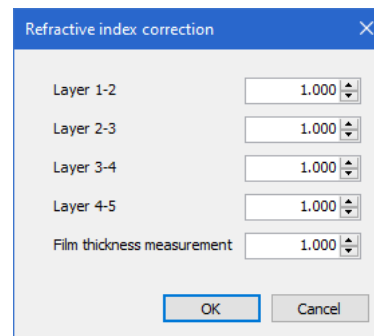 Refractive index correction
Layer 1-2 1.000
Layer 2-3 1.000
Layer 3-4 1.000
Layer 4-5 1.000
Film thickness measurement 1.000
OK Cancel